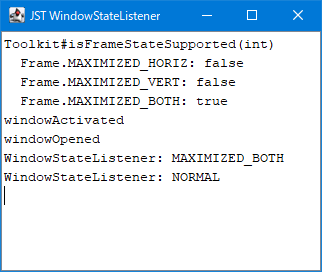 JST WindowStateListener
Toolkit#isFrameStateSupported(int)
  Frame.MAXIMIZED_HORIZ: false
  Frame.MAXIMIZED_VERT: false
  Frame.MAXIMIZED_BOTH: true
windowActivated
windowOpened
WindowStateListener: MAXIMIZED_BOTH
WindowStateListener: NORMAL